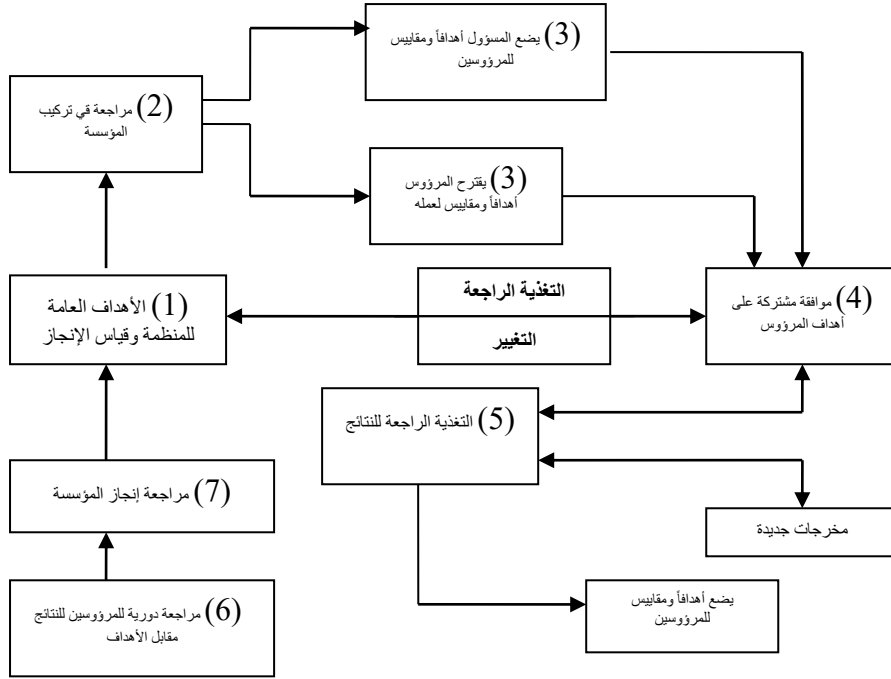 (3) يضع المسؤول أهدافاً ومقاييس
للمرؤوسين
(2) مراجعة قي تركيب
المؤسسة
(3) يقترح المرؤوس
أهدافاً ومقاييس لعمله
(1) الأهداف العامة
للمنظمة وقياس الإنجاز
التغذية الراجعة
التغيير
(4) موافقة مشتركة على
أهداف المرؤوس
(5) التغذية الراجعة للنتائج
(7) مراجعة إنجاز المؤسسة
مخرجات جديدة
(6) مراجعة دورية للمرؤوسين للنتائج
مقابل الأهداف
يضع أهدافاً ومقاييس
للمرؤوسين